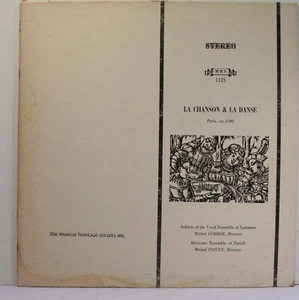 STEREO
MHS
1125
LA CHANSON & LA DANSE
Paris, ca. 1540
Soloists of the Vocal Ensemble of Lausanne
Michel CORBOZ, Director
Ricercare Ensemble of Zurich
Michel PIGUET, Director
the musical heritage society inc.